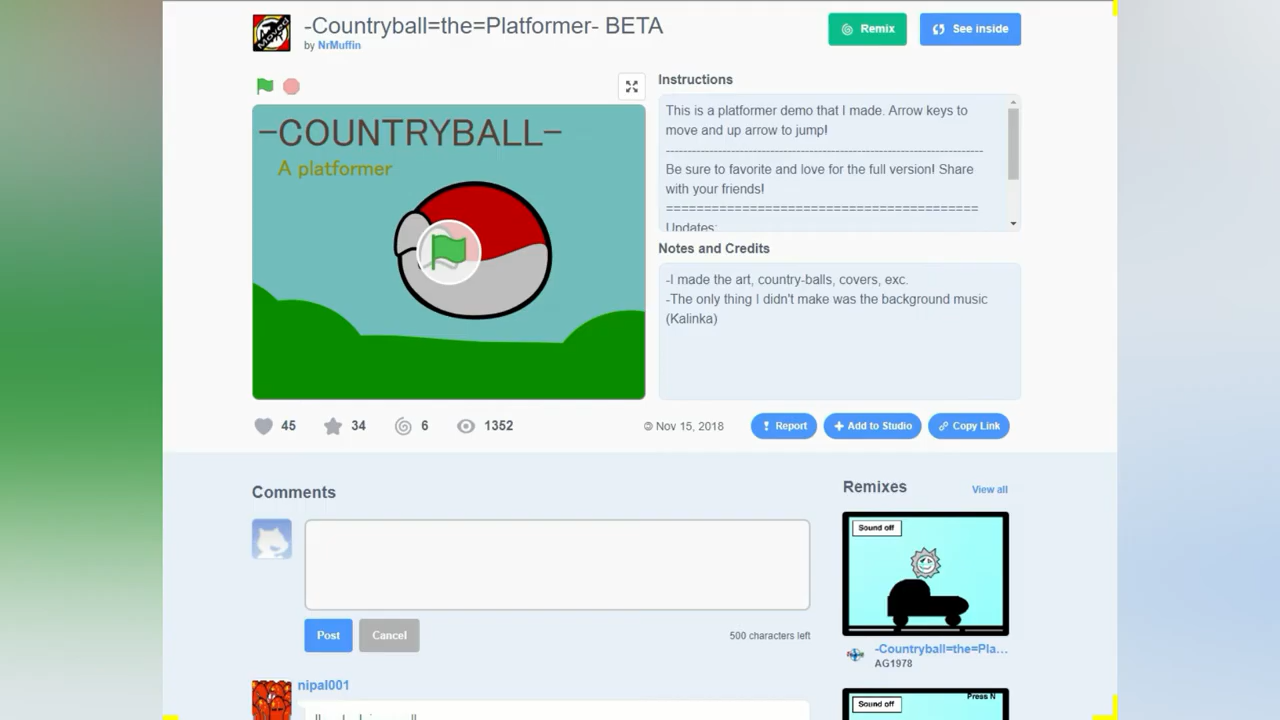 -Countryball=the=Platformer- BETA
by NrMuffin
Remix
See inside
-COUNTRYBALL-
A platformer
Instructions
This is a platformer demo that I made. Arrow keys to
move and up arrow to jump!
-----------------------------------------------------------------------
Be sure to favorite and love for the full version! Share
with your friends!
=========================================
Updates:
Notes and Credits
-I made the art, country-balls, covers, exc.
-The only thing I didn't make was the background music
(Kalinka)
45
34
6
1352
Nov 15, 2018
Report
Add to Studio
Copy Link
Comments
Post
Cancel
500 characters left
nipal001
Remixes
View all
Sound off
-Countryball=the=Pla...
AG1978
Sound off
Press N